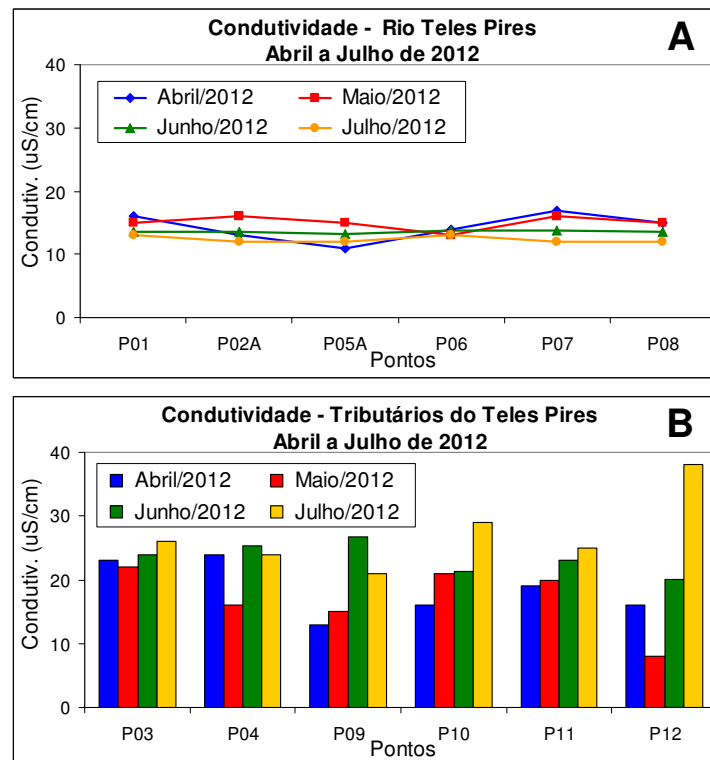 Condutividade - Rio Teles Pires
Abril a Julho de 2012
A
40
30
20
10
0
Condutiv. (uS/cm)
Abril/2012 Maio/2012
Junho/2012 Julho/2012
P01 P02A P05A P06 P07 P08
Pontos
Condutividade - Tributários do Teles Pires
Abril a Julho de 2012
B
40
30
20
10
0
Condutiv. (uS/cm)
Abril/2012 Maio/2012
Junho/2012 Julho/2012
P03 P04 P09 P10 P11 P12
Pontos